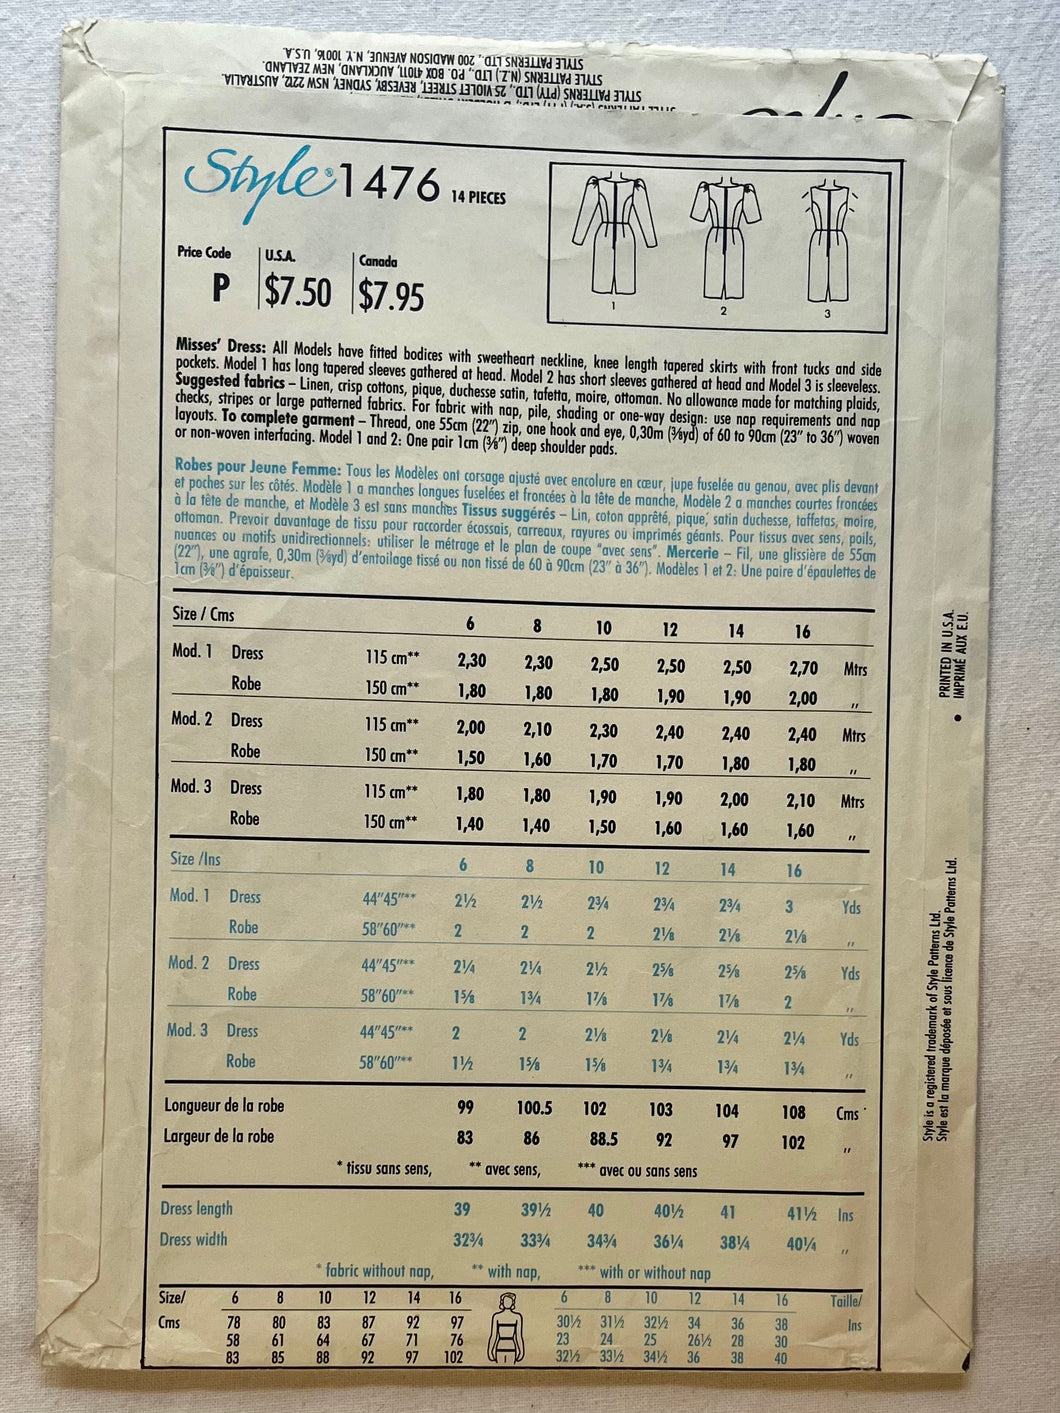 STYLE PATTERNS LTD., 200 MADISON AVENUE, N.Y. 10016, U.S.A.
STYLE PATTERNS (N.Z.) LTD., P.O. BOX 41011, AUCKLAND, NEW ZEALAND.
STYLE PATTERNS (PTY) LTD., 25 VIOLET STREET, REVESBY, SYDNEY, NSW 2212, AUSTRALIA.
Style® 1476 14 PIECES
Price Code U.S.A. Canada
P $7.50 $7.95
1 2 3
Misses' Dress: All Models have fitted bodices with sweetheart neckline, knee length tapered skirts with front tucks and side
pockets. Model 1 has long tapered sleeves gathered at head. Model 2 has short sleeves gathered at head and Model 3 is sleeveless.
Suggested fabrics – Linen, crisp cottons, pique, duchesse satin, tafetta, moire, ottoman. No allowance made for matching plaids,
checks, stripes or large patterned fabrics. For fabric with nap, pile, shading or one-way design: use nap requirements and nap
layouts. To complete garment – Thread, one 55cm (22") zip, one hook and eye, 0,30m (⅜yd) of 60 to 90cm (23" to 36") woven
or non-woven interfacing. Model 1 and 2: One pair 1cm (⅜") deep shoulder pads.
Robes pour Jeune Femme: Tous les Modèles ont corsage ajusté avec encolure en cœur, jupe fuselée au genou, avec plis devant
et poches sur les côtés. Modèle 1 a manches longues fuselées et froncées à la tête de manche, Modèle 2 a manches courtes froncées
à la tête de manche, et Modèle 3 est sans manches Tissus suggérés – Lin, coton apprêté, piqué, satin duchesse, taffetas, moire,
ottoman. Prevoir davantage de tissu pour raccorder écossais, carreaux, rayures ou imprimés géants. Pour tissus avec sens, poils,
nuances ou motifs unidirectionnels: utiliser le métrage et le plan de coupe "avec sens". Mercerie – Fil, une glissière de 55cm
(22"), une agrafe, 0,30m (⅜yd) d'entoilage tissé ou non tissé de 60 à 90cm (23" à 36"). Modèles 1 et 2: Une paire d'épaulettes de
1cm (⅜") d'épaisseur.
Size / Cms 6 8 10 12 14 16
Mod. 1 Dress 115 cm** 2,30 2,30 2,50 2,50 2,50 2,70 Mtrs
Robe 150 cm** 1,80 1,80 1,80 1,90 1,90 2,00 ,,
Mod. 2 Dress 115 cm** 2,00 2,10 2,30 2,40 2,40 2,40 Mtrs
Robe 150 cm** 1,50 1,60 1,70 1,70 1,80 1,80 ,,
Mod. 3 Dress 115 cm** 1,80 1,80 1,90 1,90 2,00 2,10 Mtrs
Robe 150 cm** 1,40 1,40 1,50 1,60 1,60 1,60 ,,
Size /Ins 6 8 10 12 14 16
Mod. 1 Dress 44"45"** 2½ 2½ 2¾ 2¾ 2¾ 3 Yds
Robe 58"60"** 2 2 2 2⅛ 2⅛ 2⅛ ,,
Mod. 2 Dress 44"45"** 2¼ 2¼ 2½ 2⅝ 2⅝ 2⅝ Yds
Robe 58"60"** 1⅝ 1¾ 1⅞ 1⅞ 1⅞ 2 ,,
Mod. 3 Dress 44"45"** 2 2 2⅛ 2⅛ 2¼ 2¼ Yds
Robe 58"60"** 1½ 1⅝ 1⅝ 1¾ 1¾ 1¾ ,,
Longueur de la robe 99 100.5 102 103 104 108 Cms
Largeur de la robe 83 86 88.5 92 97 102 ,,
* tissu sans sens, ** avec sens, *** avec ou sans sens
Dress length 39 39½ 40 40½ 41 41½ Ins
Dress width 32¾ 33¾ 34¾ 36¼ 38¼ 40¼ ,,
* fabric without nap, ** with nap, *** with or without nap
Size/ 6 8 10 12 14 16 6 8 10 12 14 16 Taille/
Cms 78 80 83 87 92 97 30½ 31½ 32½ 34 36 38 Ins
58 61 64 67 71 76 23 24 25 26½ 28 30
83 85 88 92 97 102 32½ 33½ 34½ 36 38 40
● PRINTED IN U.S.A.
IMPRIMÉ AUX E.U.
Style is a registered trademark of Style Patterns Ltd.
Style est la marque déposée et sous licence de Style Patterns Ltd.